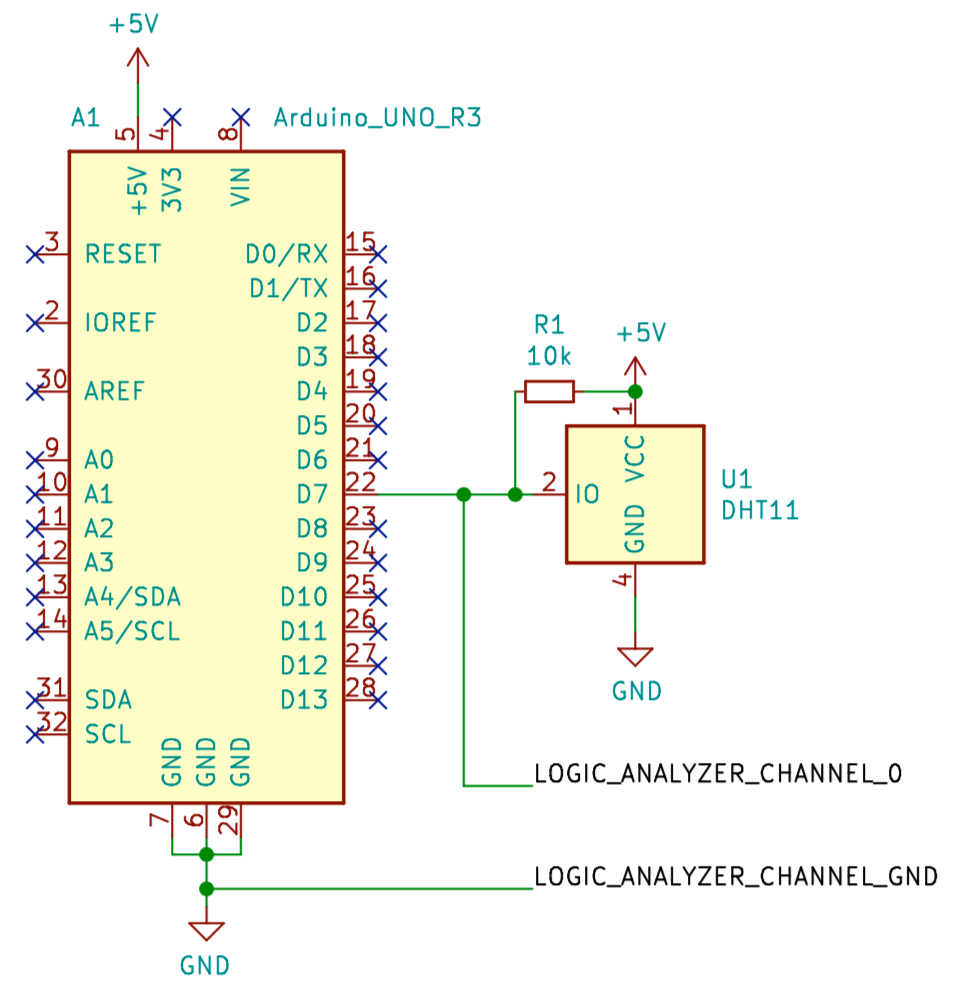 +5V
A1
Arduino_UNO_R3
5
4
8
+5V
3V3
VIN
3 RESET D0/RX 15
D1/TX 16
2 IOREF D2 17
D3 18
30 AREF D4 19
D5 20
9 A0 D6 21
10 A1 D7 22
11 A2 D8 23
12 A3 D9 24
13 A4/SDA D10 25
14 A5/SCL D11 26
D12 27
31 SDA D13 28
32 SCL
GND
GND
GND
7
6
29
GND
R1
10k
+5V
1
VCC
2 IO
GND
4
U1
DHT11
GND
LOGIC_ANALYZER_CHANNEL_0
LOGIC_ANALYZER_CHANNEL_GND